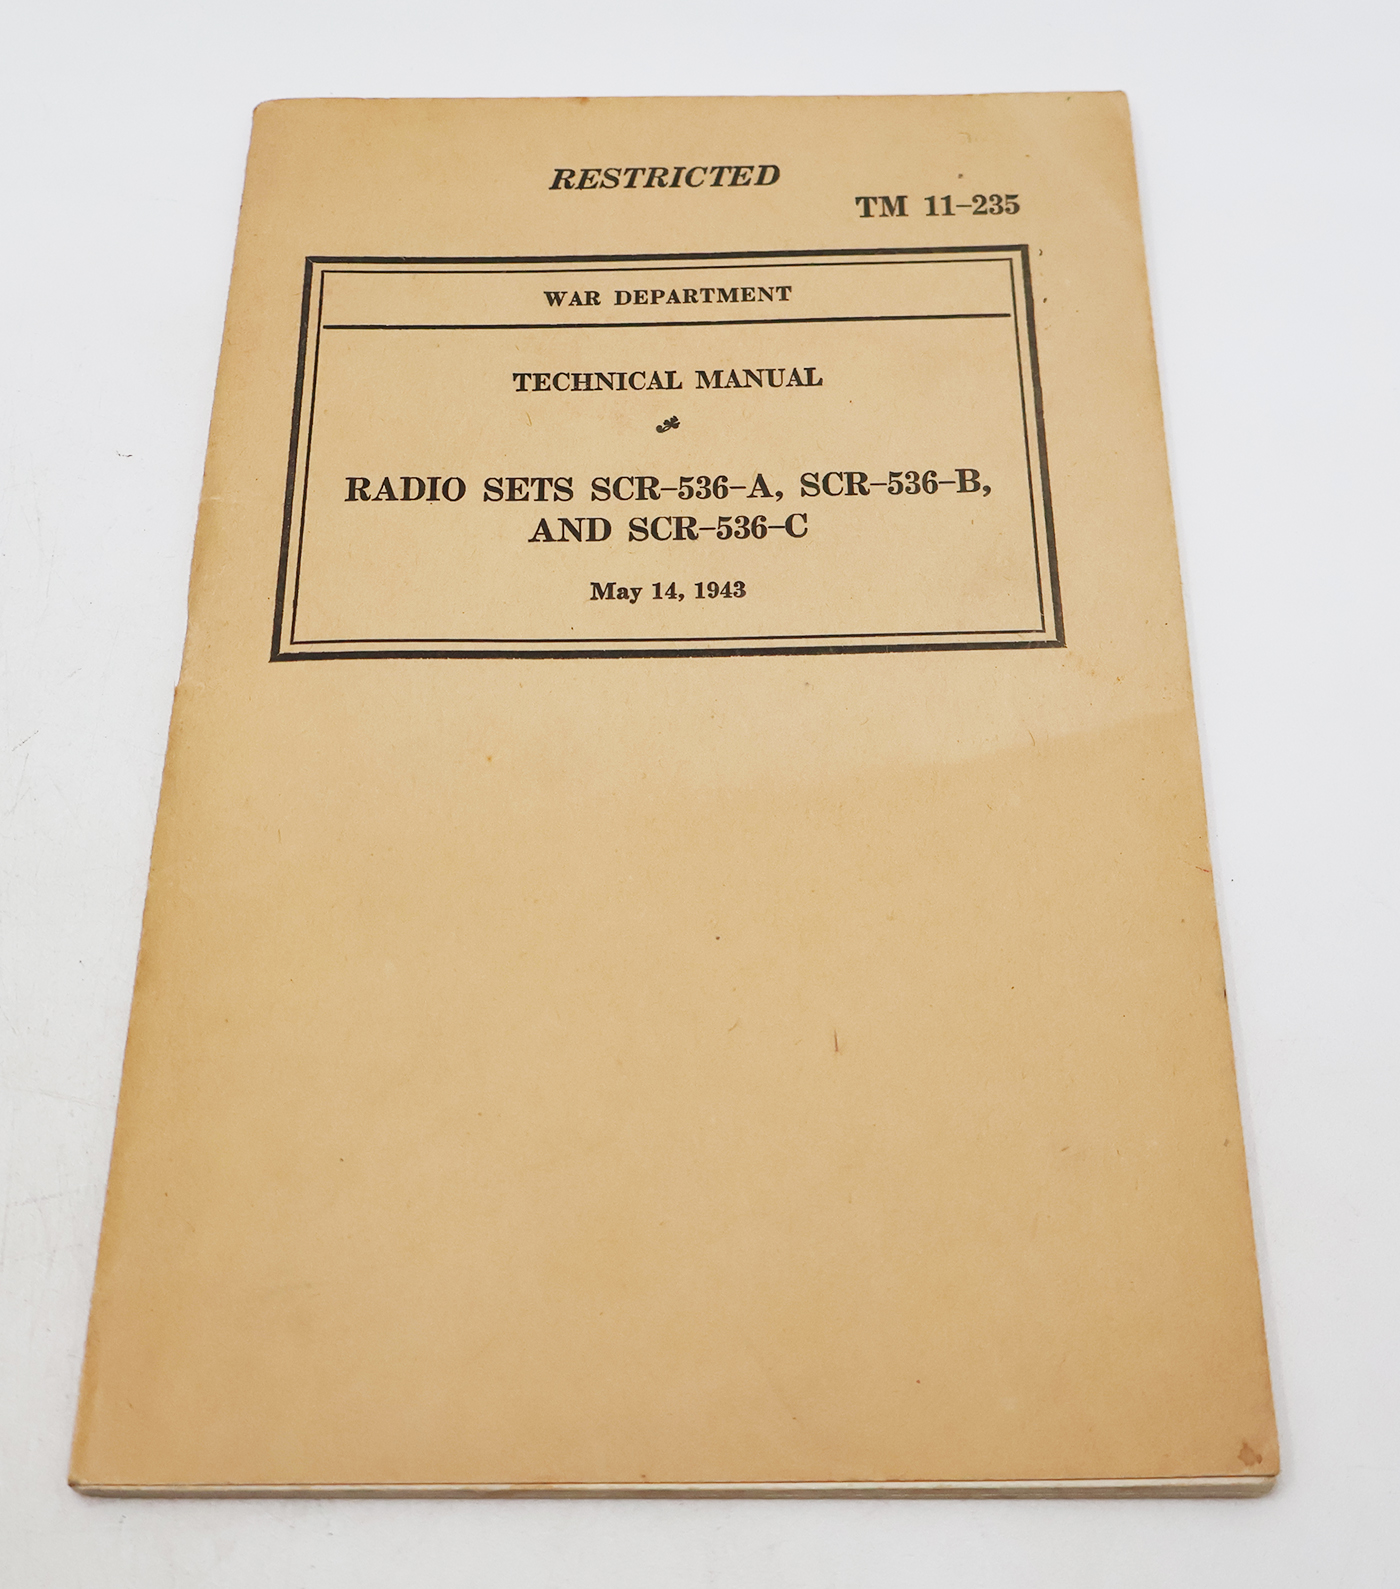 RESTRICTED
TM 11–235
WAR DEPARTMENT
TECHNICAL MANUAL
RADIO SETS SCR–536–A, SCR–536–B,
AND SCR–536–C
May 14, 1943